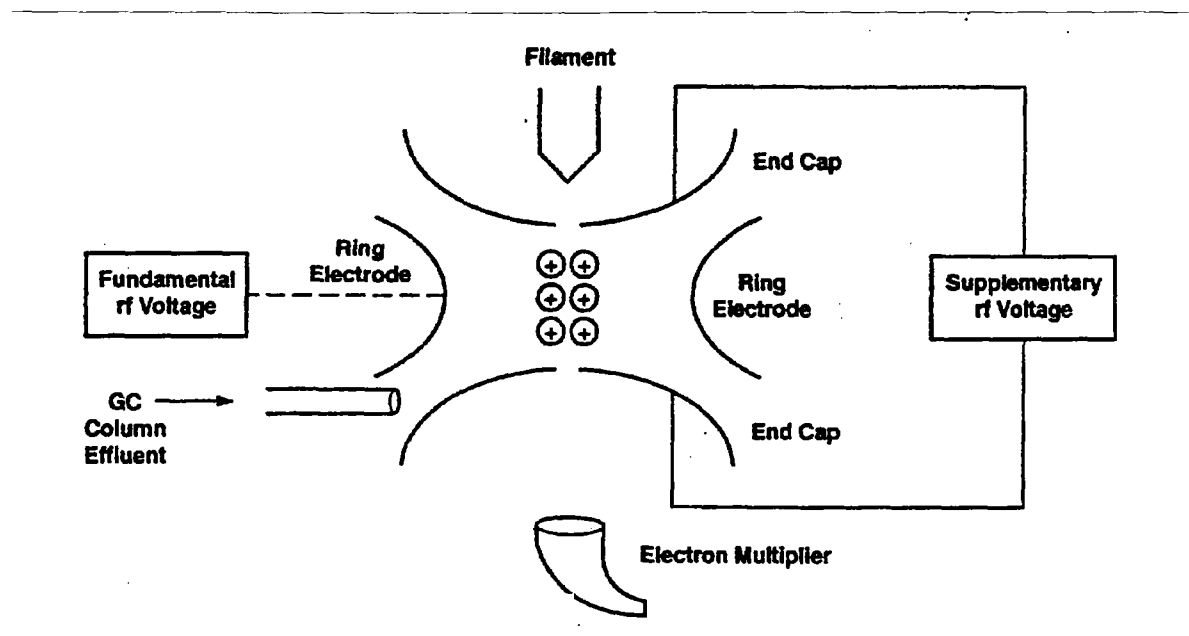 Filament
End Cap
Ring
Electrode
Fundamental
rf Voltage
+ +
+ +
+ +
Ring
Electrode
Supplementary
rf Voltage
GC
Column
Effluent
End Cap
Electron Multiplier